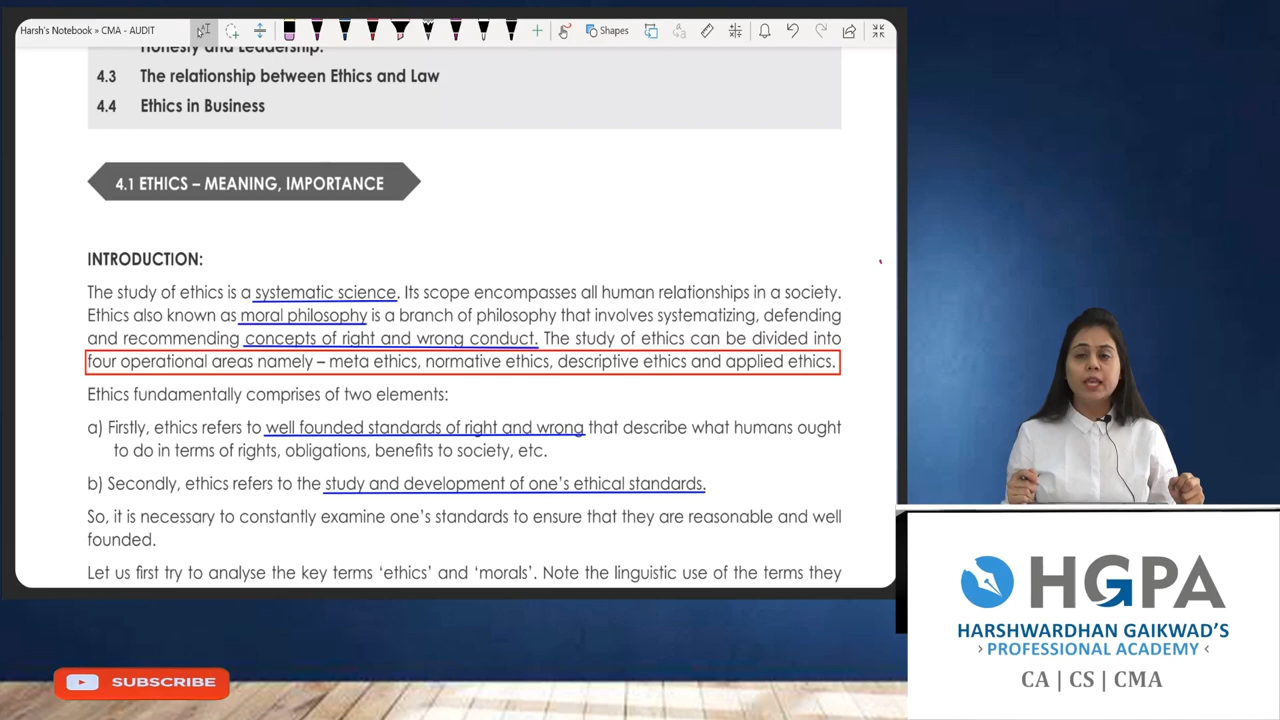 Harsh's Notebook » CMA - AUDIT
Shapes
Honesty and Leadership.
4.3 The relationship between Ethics and Law
4.4 Ethics in Business
4.1 ETHICS – MEANING, IMPORTANCE
INTRODUCTION:
The study of ethics is a systematic science. Its scope encompasses all human relationships in a society.
Ethics also known as moral philosophy is a branch of philosophy that involves systematizing, defending
and recommending concepts of right and wrong conduct. The study of ethics can be divided into
four operational areas namely – meta ethics, normative ethics, descriptive ethics and applied ethics.
Ethics fundamentally comprises of two elements:
a) Firstly, ethics refers to well founded standards of right and wrong that describe what humans ought
to do in terms of rights, obligations, benefits to society, etc.
b) Secondly, ethics refers to the study and development of one's ethical standards.
So, it is necessary to constantly examine one's standards to ensure that they are reasonable and well
founded.
Let us first try to analyse the key terms 'ethics' and 'morals'. Note the linguistic use of the terms they
HGPA
HARSHWARDHAN GAIKWAD'S
› PROFESSIONAL ACADEMY ‹
CA | CS | CMA
SUBSCRIBE